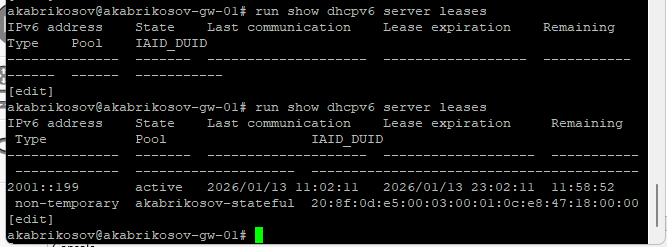 akabrikosov@akabrikosov-gw-01# run show dhcpv6 server leases
IPv6 address    State    Last communication    Lease expiration    Remaining
Type    Pool    IAID_DUID
--------------  -------  --------------------  ------------------  -----------
------  ------  -----------
[edit]
akabrikosov@akabrikosov-gw-01# run show dhcpv6 server leases
IPv6 address    State    Last communication    Lease expiration    Remaining
Type    Pool    IAID_DUID
--------------  -------  --------------------  -------------------  -----------
-------------  --------------------  -----------------------------------------
2001::199    active    2026/01/13 11:02:11    2026/01/13 23:02:11    11:58:52
non-temporary  akabrikosov-stateful  20:8f:0d:e5:00:03:00:01:0c:e8:47:18:00:00
[edit]
akabrikosov@akabrikosov-gw-01#